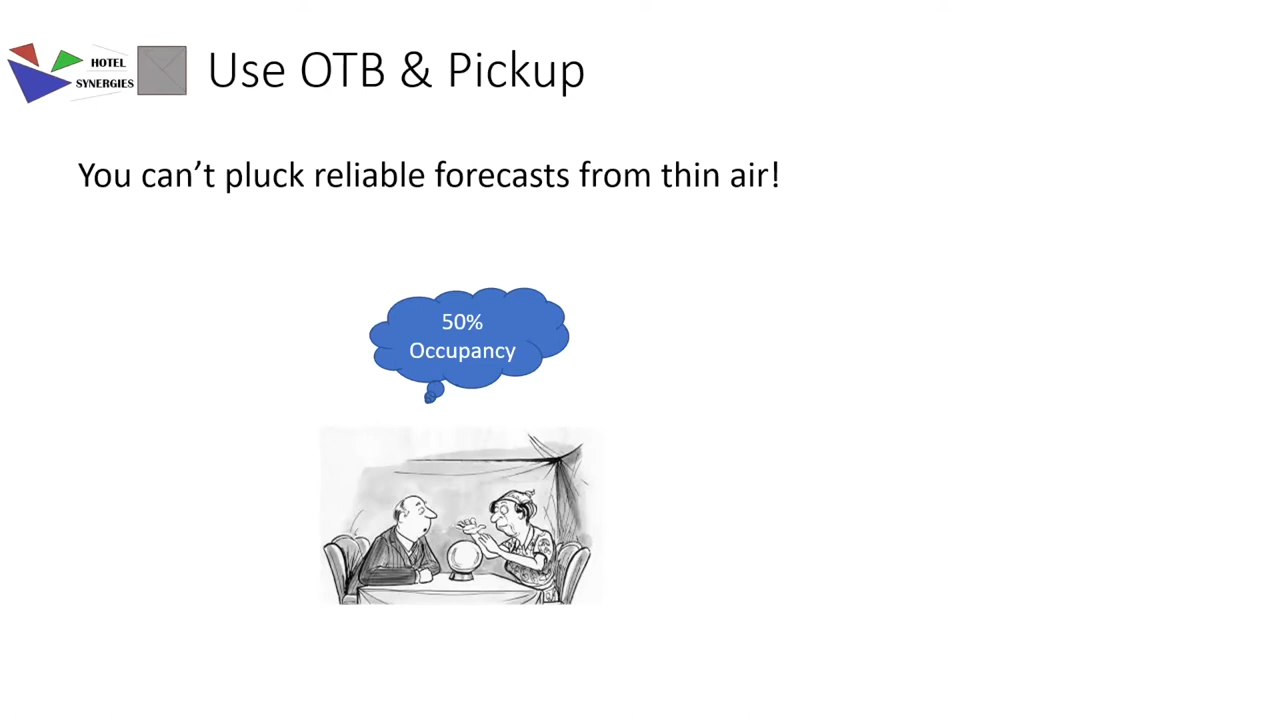 HOTEL
SYNERGIES
Use OTB & Pickup
You can’t pluck reliable forecasts from thin air!
50%
Occupancy